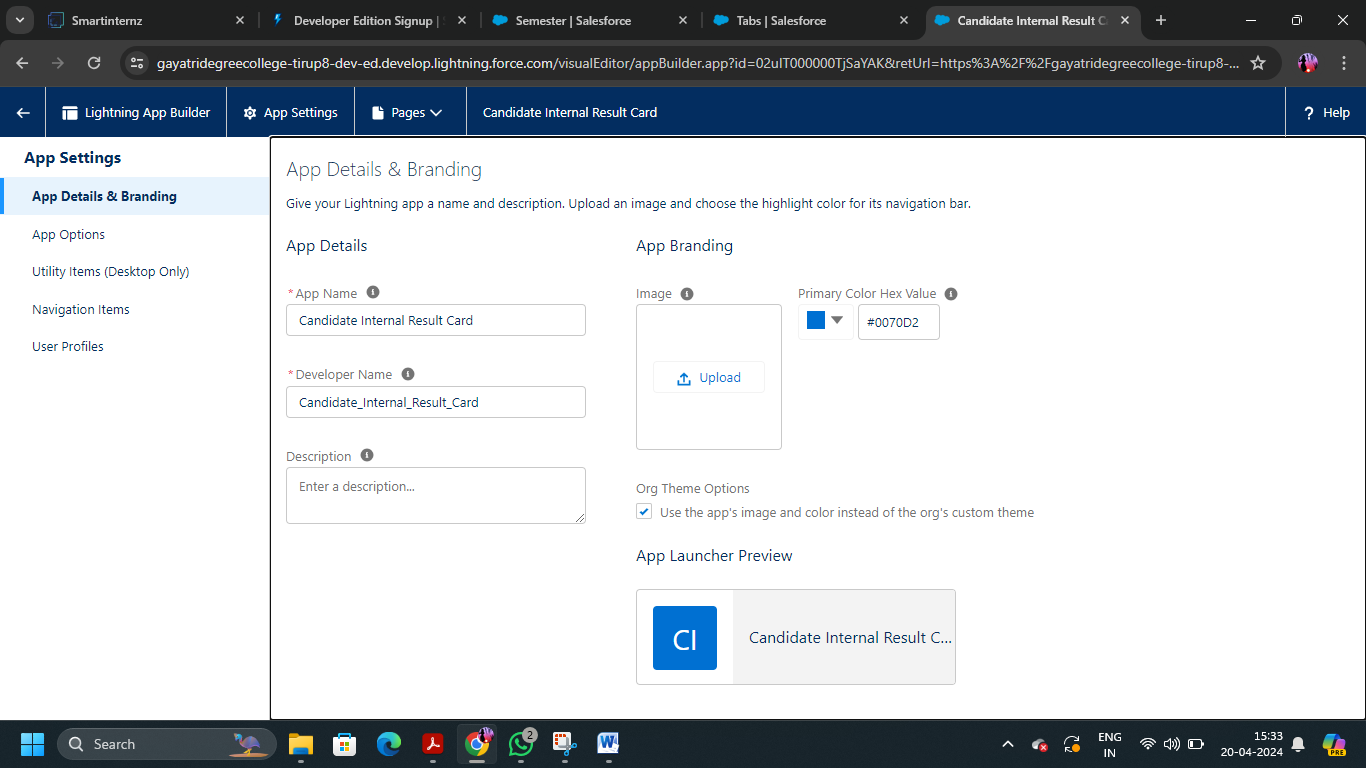 Smartinternz
Developer Edition Signup |
Semester | Salesforce
Tabs | Salesforce
Candidate Internal Result C
gayatridegreecollege-tirup8-dev-ed.develop.lightning.force.com/visualEditor/appBuilder.app?id=02uIT000000TjSaYAK&retUrl=https%3A%2F%2Fgayatridegreecollege-tirup8-...
Lightning App Builder
App Settings
Pages
Candidate Internal Result Card
? Help
App Settings
App Details & Branding
App Options
Utility Items (Desktop Only)
Navigation Items
User Profiles
App Details & Branding
Give your Lightning app a name and description. Upload an image and choose the highlight color for its navigation bar.
App Details
*App Name
Candidate Internal Result Card
*Developer Name
Candidate_Internal_Result_Card
Description
Enter a description...
App Branding
Image
Upload
Primary Color Hex Value
#0070D2
Org Theme Options
Use the app's image and color instead of the org's custom theme
App Launcher Preview
CI
Candidate Internal Result C...
Search
2
ENG
IN
15:33
20-04-2024
PRE